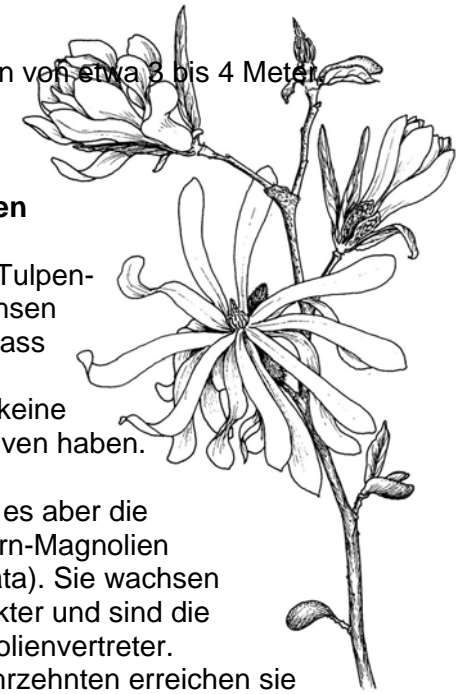 n von etwa 3 bis 4 Meter.
en
Tulpen-
nsen
ass
keine
ven haben.
es aber die
rn-Magnolien
ata). Sie wachsen
kter und sind die
olienvertreter.
hrzehnten erreichen sie